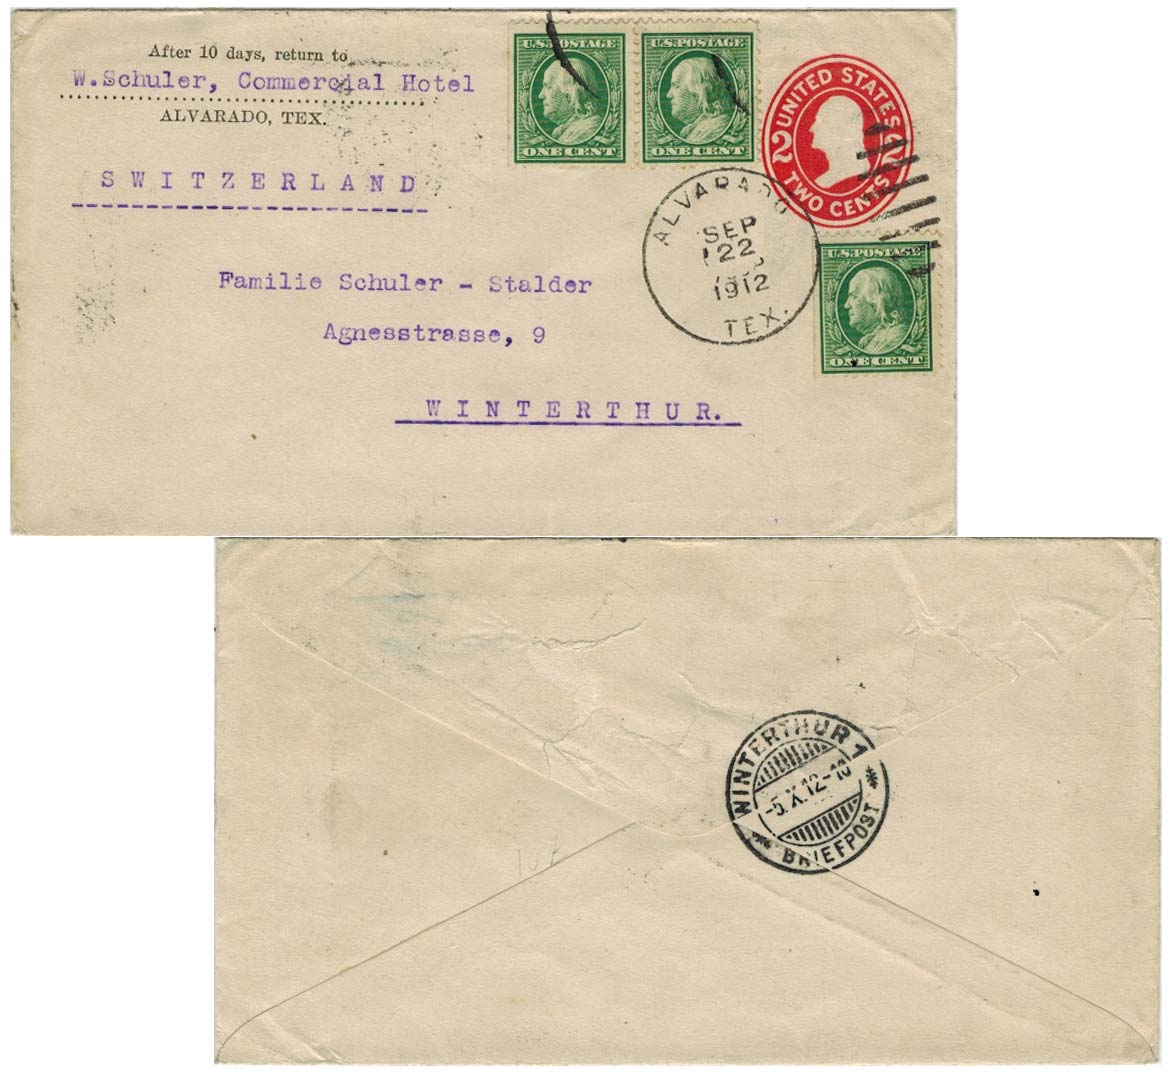 After 10 days, return to
W.Schuler, Commercial Hotel
ALVARADO, TEX.
SWITZERLAND
U.S.POSTAGE
ONE CENT
U.S.POSTAGE
ONE CENT
UNITED STATES
2 2
TWO CENTS
ALVARADO
SEP
22
1912
TEX.
U.S.POSTAGE
ONE CENT
Familie Schuler - Stalder
Agnesstrasse, 9
WINTERTHUR.
WINTERTHUR 1
-5.X.12-10
BRIEFPOST